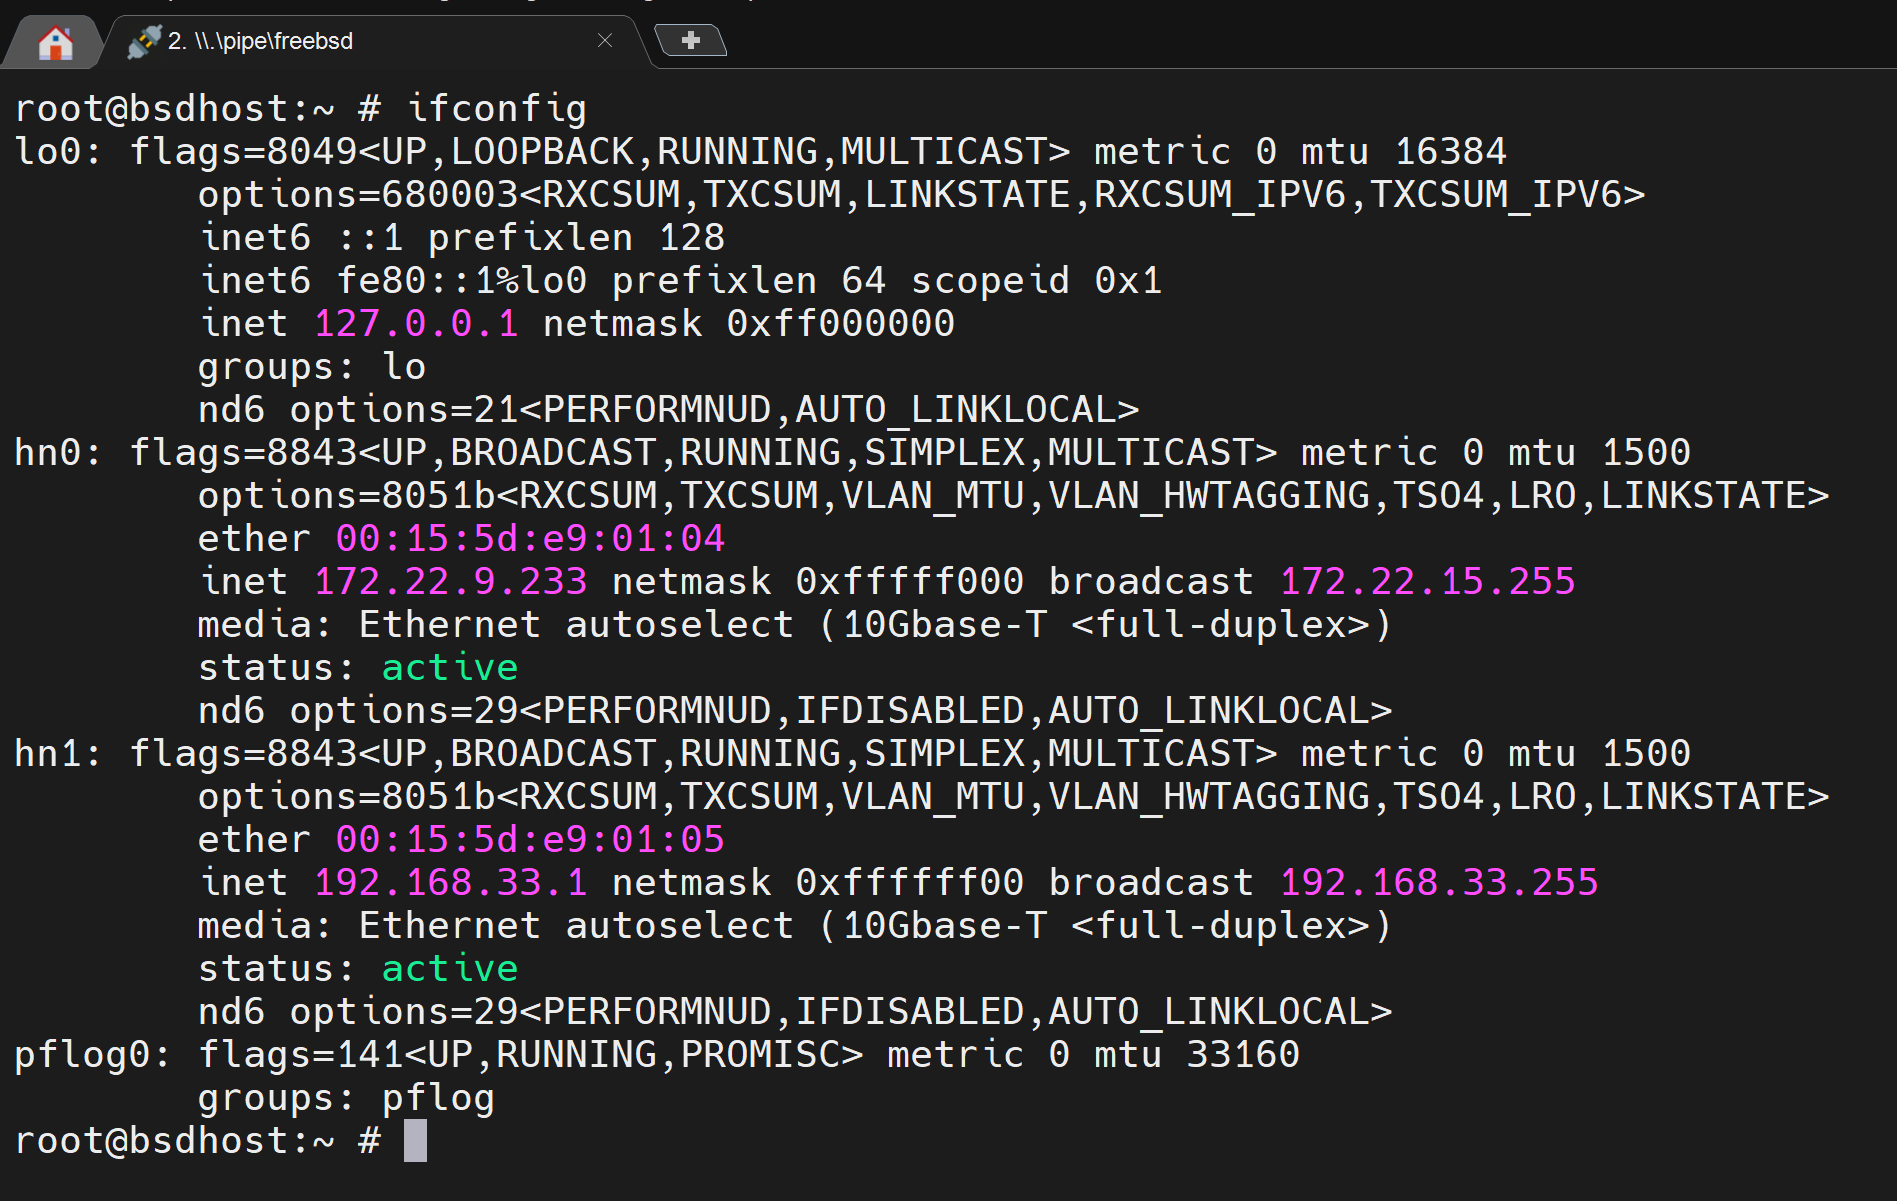 2. \\.\pipe\freebsd
root@bsdhost:~ # ifconfig
lo0: flags=8049<UP,LOOPBACK,RUNNING,MULTICAST> metric 0 mtu 16384
        options=680003<RXCSUM,TXCSUM,LINKSTATE,RXCSUM_IPV6,TXCSUM_IPV6>
        inet6 ::1 prefixlen 128
        inet6 fe80::1%lo0 prefixlen 64 scopeid 0x1
        inet 127.0.0.1 netmask 0xff000000
        groups: lo
        nd6 options=21<PERFORMNUD,AUTO_LINKLOCAL>
hn0: flags=8843<UP,BROADCAST,RUNNING,SIMPLEX,MULTICAST> metric 0 mtu 1500
        options=8051b<RXCSUM,TXCSUM,VLAN_MTU,VLAN_HWTAGGING,TSO4,LRO,LINKSTATE>
        ether 00:15:5d:e9:01:04
        inet 172.22.9.233 netmask 0xfffff000 broadcast 172.22.15.255
        media: Ethernet autoselect (10Gbase-T <full-duplex>)
        status: active
        nd6 options=29<PERFORMNUD,IFDISABLED,AUTO_LINKLOCAL>
hn1: flags=8843<UP,BROADCAST,RUNNING,SIMPLEX,MULTICAST> metric 0 mtu 1500
        options=8051b<RXCSUM,TXCSUM,VLAN_MTU,VLAN_HWTAGGING,TSO4,LRO,LINKSTATE>
        ether 00:15:5d:e9:01:05
        inet 192.168.33.1 netmask 0xffffff00 broadcast 192.168.33.255
        media: Ethernet autoselect (10Gbase-T <full-duplex>)
        status: active
        nd6 options=29<PERFORMNUD,IFDISABLED,AUTO_LINKLOCAL>
pflog0: flags=141<UP,RUNNING,PROMISC> metric 0 mtu 33160
        groups: pflog
root@bsdhost:~ #